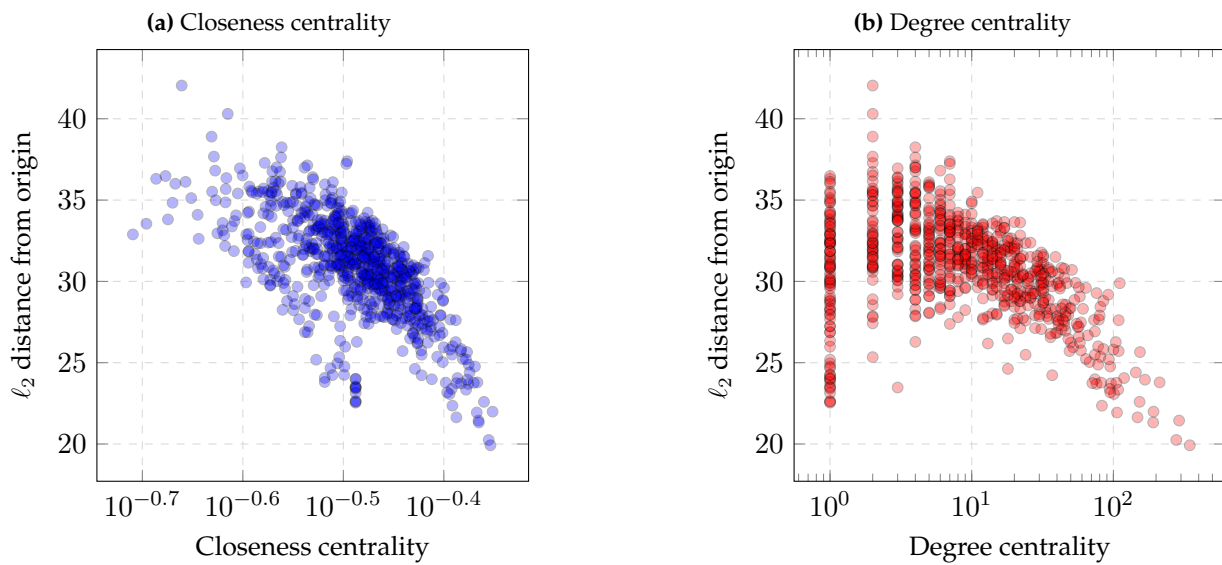 (a) Closeness centrality
40
35
30
25
20
ℓ₂ distance from origin
10^−0.7 10^−0.6 10^−0.5 10^−0.4
Closeness centrality
(b) Degree centrality
40
35
30
25
20
ℓ₂ distance from origin
10^0 10^1 10^2
Degree centrality